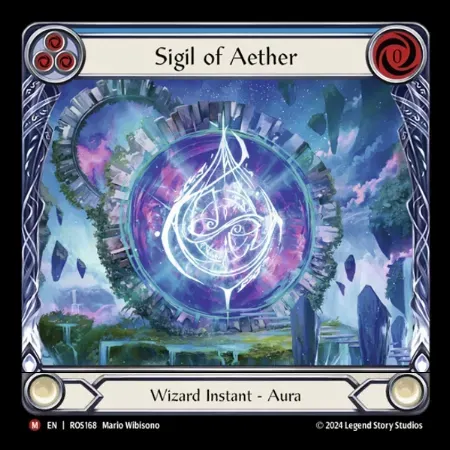 0
Sigil of Aether
Wizard Instant - Aura
M EN | ROS168 Mario Wibisono © 2024 Legend Story Studios